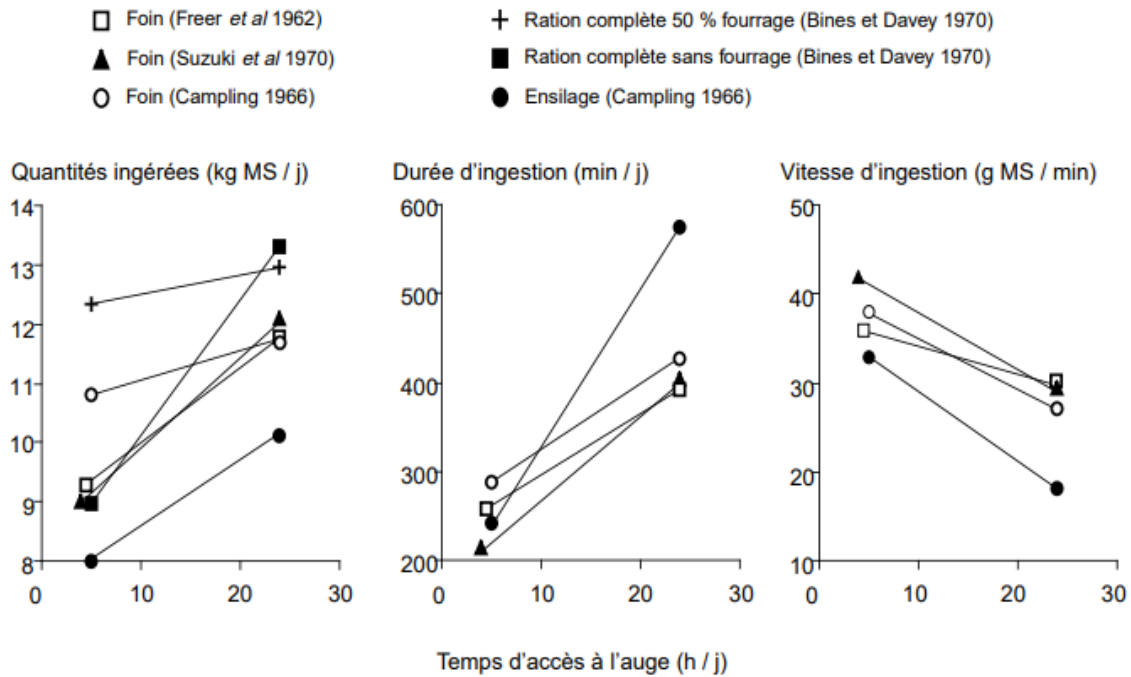 Foin (Freer et al 1962)
Foin (Suzuki et al 1970)
Foin (Campling 1966)
Ration complète 50 % fourrage (Bines et Davey 1970)
Ration complète sans fourrage (Bines et Davey 1970)
Ensilage (Campling 1966)
Quantités ingérées (kg MS / j)
14
13
12
11
10
9
8
0
10
20
30
Durée d'ingestion (min / j)
600
500
400
300
200
0
10
20
30
Vitesse d'ingestion (g MS / min)
50
40
30
20
10
0
10
20
30
Temps d'accès à l'auge (h / j)